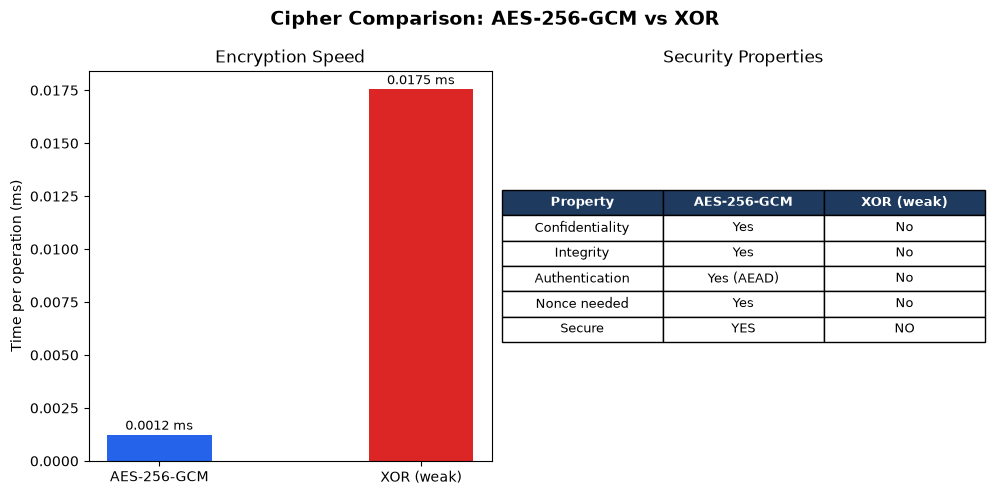 Cipher Comparison: AES-256-GCM vs XOR
Encryption Speed
Time per operation (ms)
0.0175
0.0150
0.0125
0.0100
0.0075
0.0050
0.0025
0.0000
0.0012 ms
0.0175 ms
AES-256-GCM
XOR (weak)
Security Properties
Property AES-256-GCM XOR (weak)
Confidentiality Yes No
Integrity Yes No
Authentication Yes (AEAD) No
Nonce needed Yes No
Secure YES NO